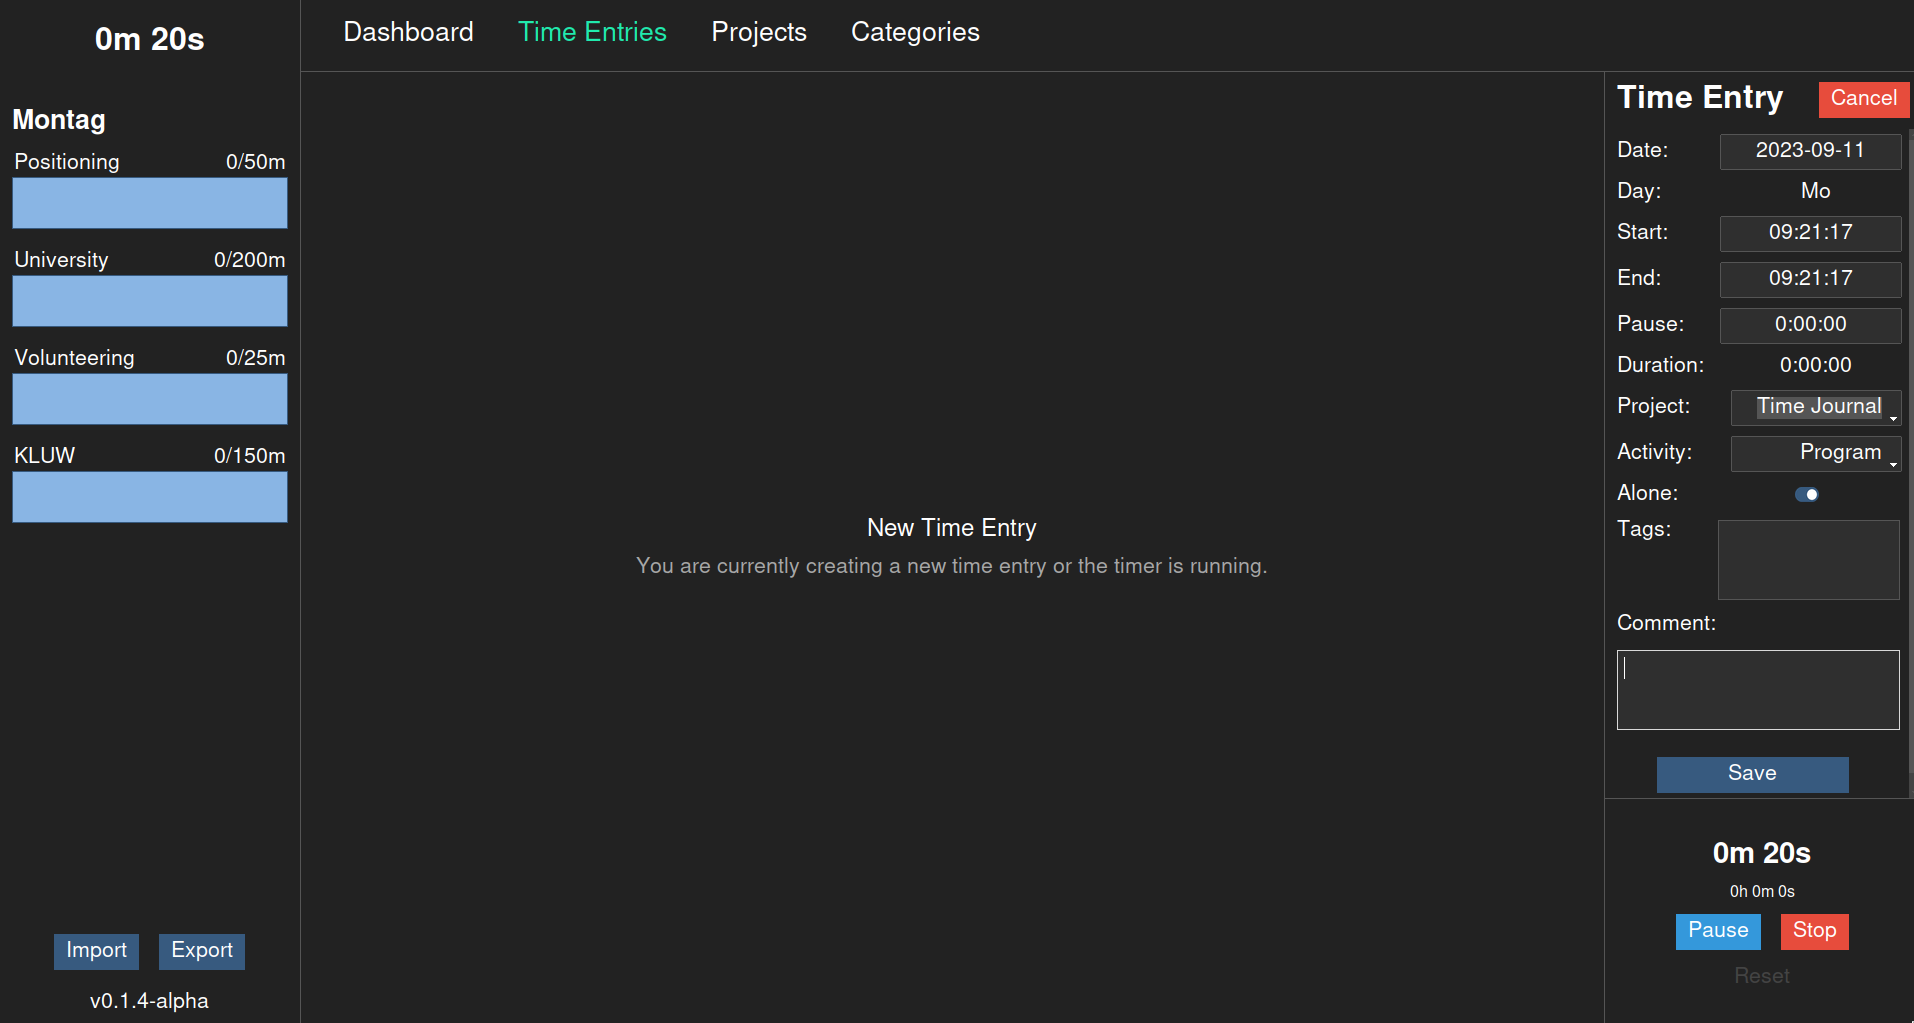 0m 20s
Montag
Positioning 0/50m
University 0/200m
Volunteering 0/25m
KLUW 0/150m
Import Export
v0.1.4-alpha
Dashboard Time Entries Projects Categories
New Time Entry
You are currently creating a new time entry or the timer is running.
Time Entry Cancel
Date: 2023-09-11
Day: Mo
Start: 09:21:17
End: 09:21:17
Pause: 0:00:00
Duration: 0:00:00
Project: Time Journal
Activity: Program
Alone:
Tags:
Comment:
Save
0m 20s
0h 0m 0s
Pause Stop
Reset